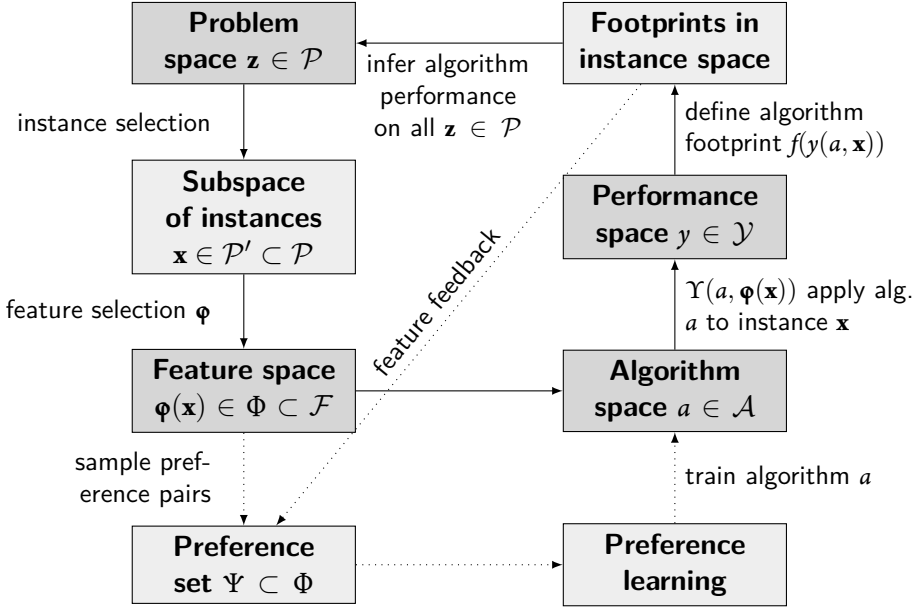 Problem
space z ∈ P
Footprints in
instance space
infer algorithm
performance
on all z ∈ P
instance selection
define algorithm
footprint f(y(a, x))
Subspace
of instances
x ∈ P′ ⊂ P
Performance
space y ∈ Y
feature feedback
feature selection φ
ϒ(a, φ(x)) apply alg.
a to instance x
Feature space
φ(x) ∈ Φ ⊂ F
Algorithm
space a ∈ A
sample pref-
erence pairs
train algorithm a
Preference
set Ψ ⊂ Φ
Preference
learning